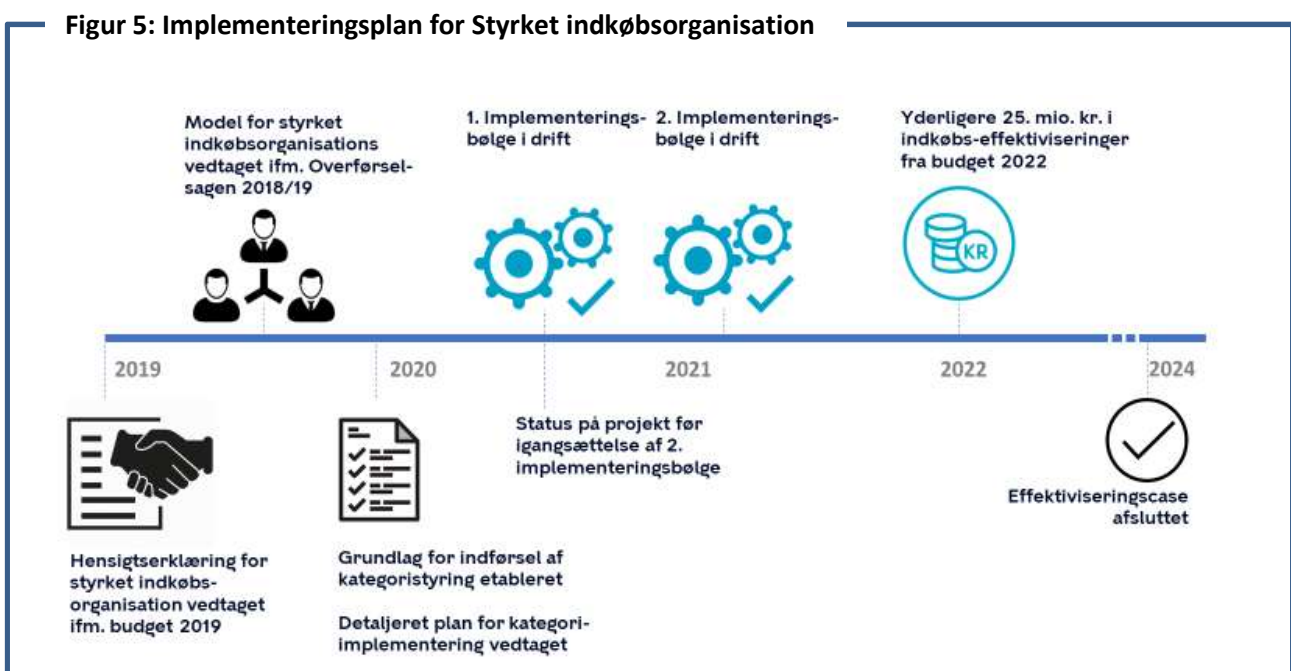 Figur 5: Implementeringsplan for Styrket indkøbsorganisation
Model for styrket
indkøbsorganisations
vedtaget ifm. Overførsel-
sagen 2018/19
1. Implementerings-
bølge i drift
2. Implementerings-
bølge i drift
Yderligere 25. mio. kr. i
indkøbs-effektiviseringer
fra budget 2022
KR
2019
2020
2021
2022
2024
Hensigtserklæring for
styrket indkøbs-
organisation vedtaget
ifm. budget 2019
Grundlag for indførsel af
kategoristyring etableret
Detaljeret plan for kategori-
implementering vedtaget
Status på projekt før
igangsættelse af 2.
implementeringsbølge
Effektiviseringscase
afsluttet